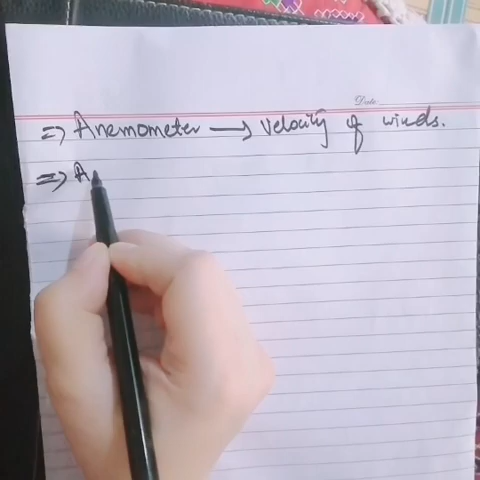 Date
=> Anemometer → Velocity of winds.
=> A